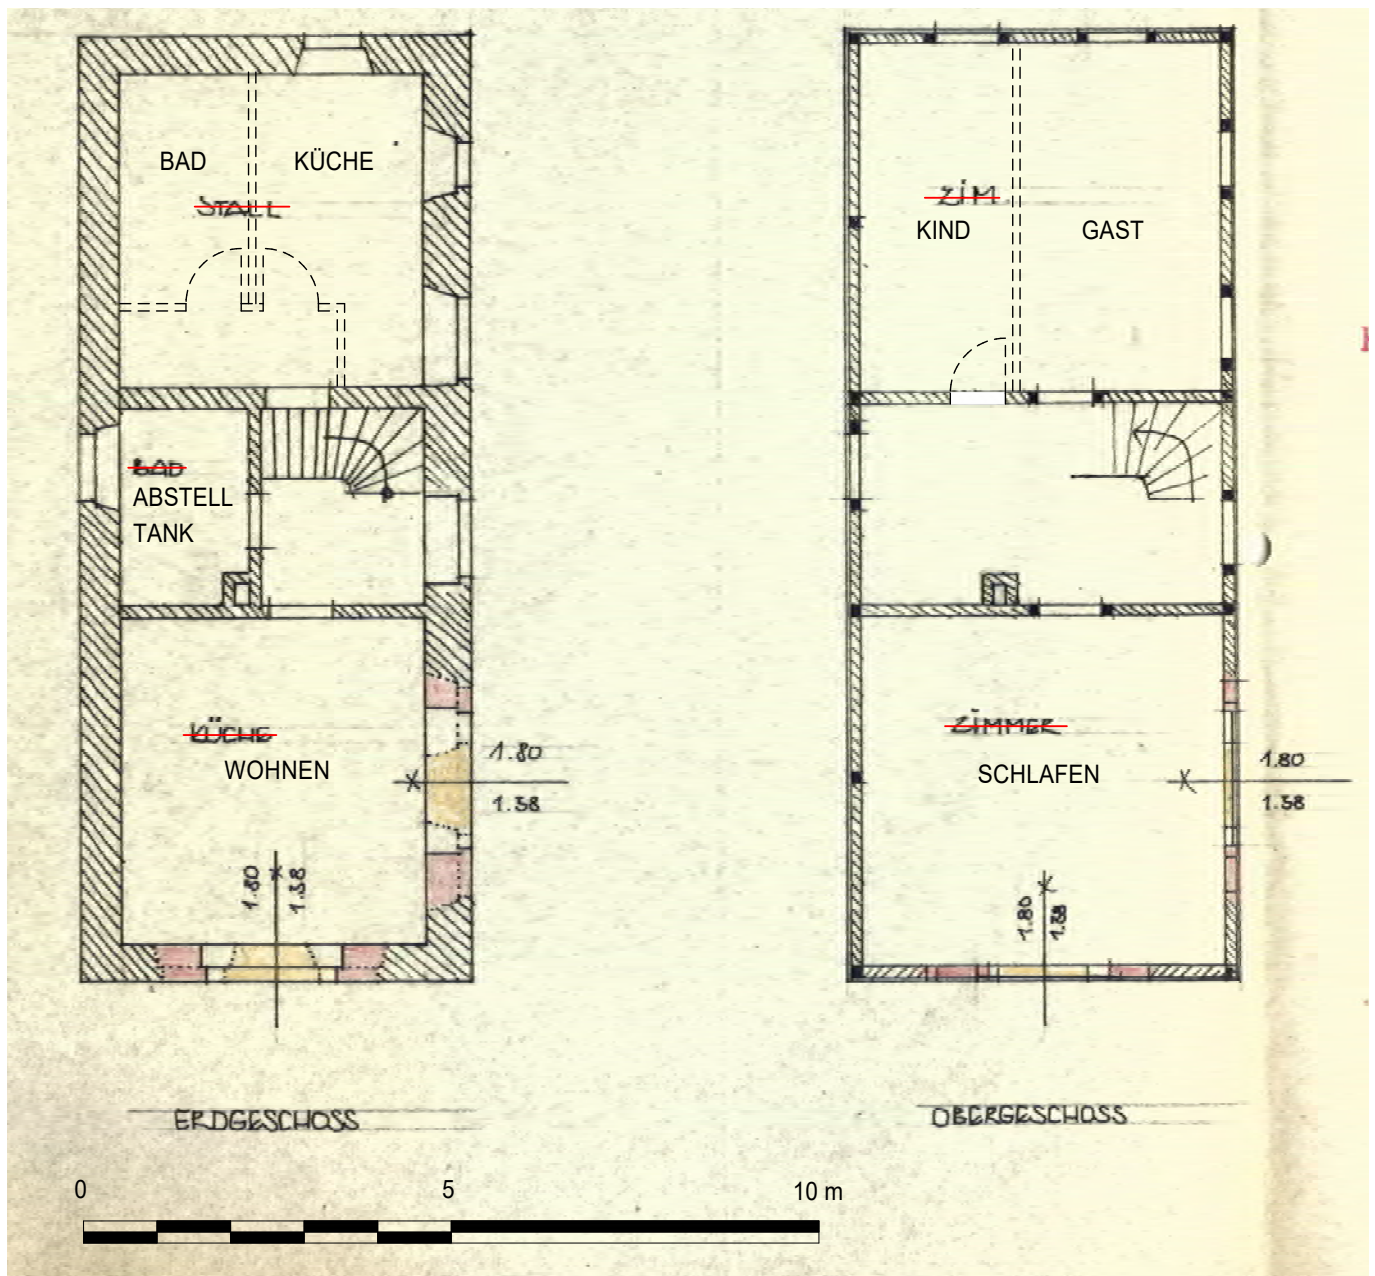 BAD
KÜCHE
STALL
BAD
ABSTELL
TANK
KÜCHE
WOHNEN
1.80
1.38
1.80
1.38
ERDGESCHOSS
ZIM
KIND
GAST
ZIMMER
SCHLAFEN
1.80
1.38
1.80
1.38
OBERGESCHOSS
0 5 10 m